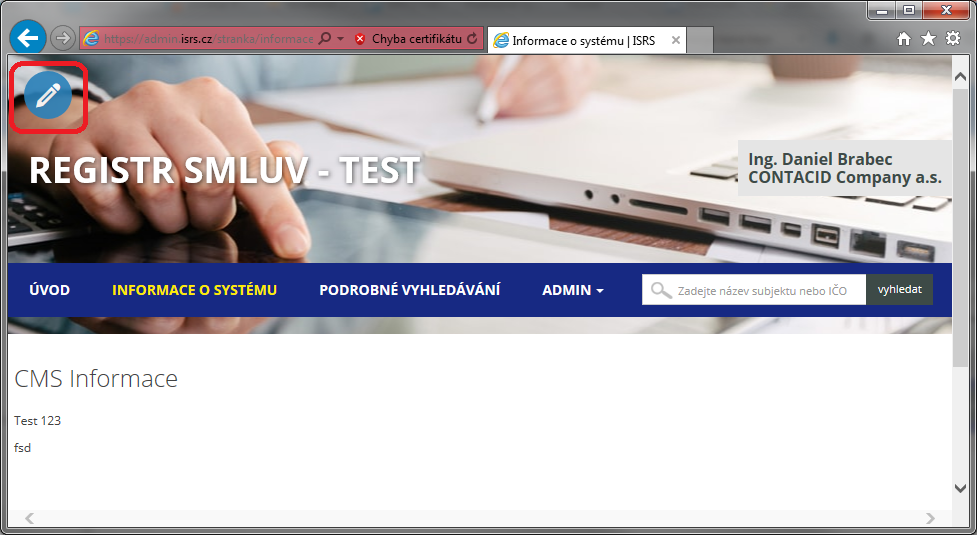 https://admin.isrs.cz/stranka/informace
Chyba certifikátu
Informace o systému | ISRS
REGISTR SMLUV - TEST
Ing. Daniel Brabec
CONTACID Company a.s.
ÚVOD
INFORMACE O SYSTÉMU
PODROBNÉ VYHLEDÁVÁNÍ
ADMIN
Zadejte název subjektu nebo IČO
vyhledat
CMS Informace
Test 123
fsd